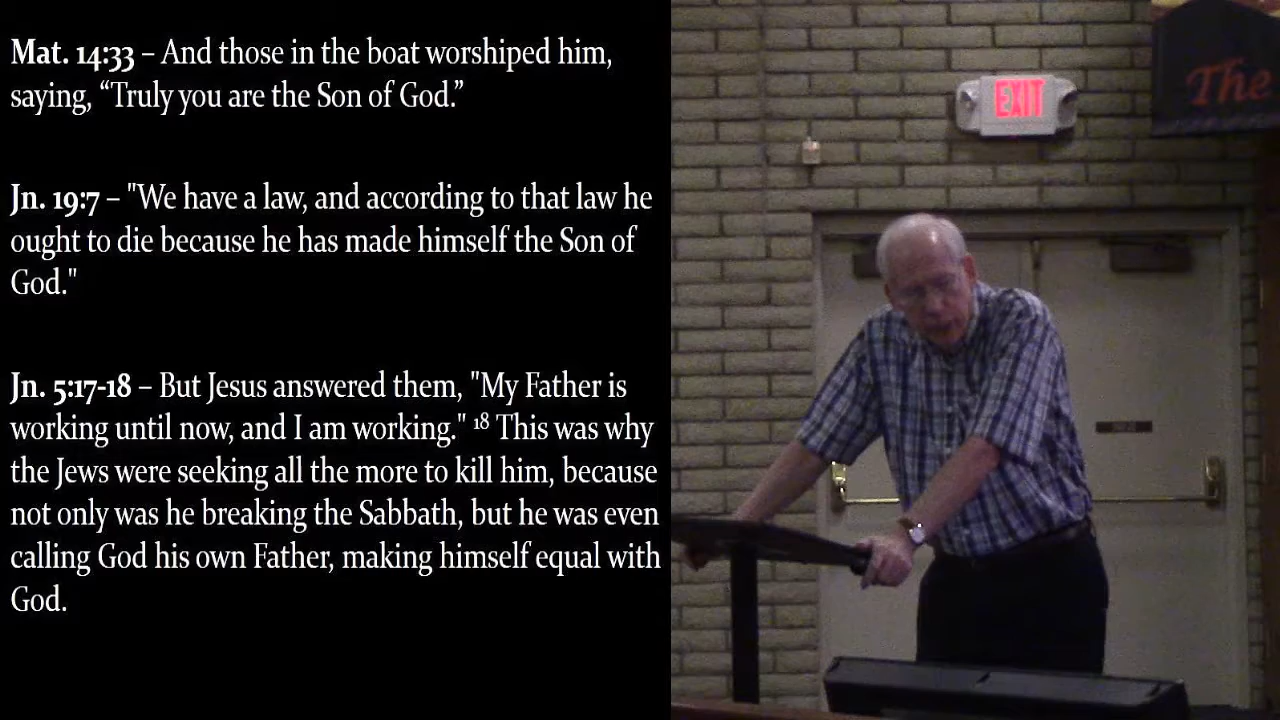 Mat. 14:33 – And those in the boat worshiped him,
saying, “Truly you are the Son of God.”
Jn. 19:7 – "We have a law, and according to that law he
ought to die because he has made himself the Son of
God."
Jn. 5:17-18 – But Jesus answered them, "My Father is
working until now, and I am working." 18 This was why
the Jews were seeking all the more to kill him, because
not only was he breaking the Sabbath, but he was even
calling God his own Father, making himself equal with
God.
EXIT
The